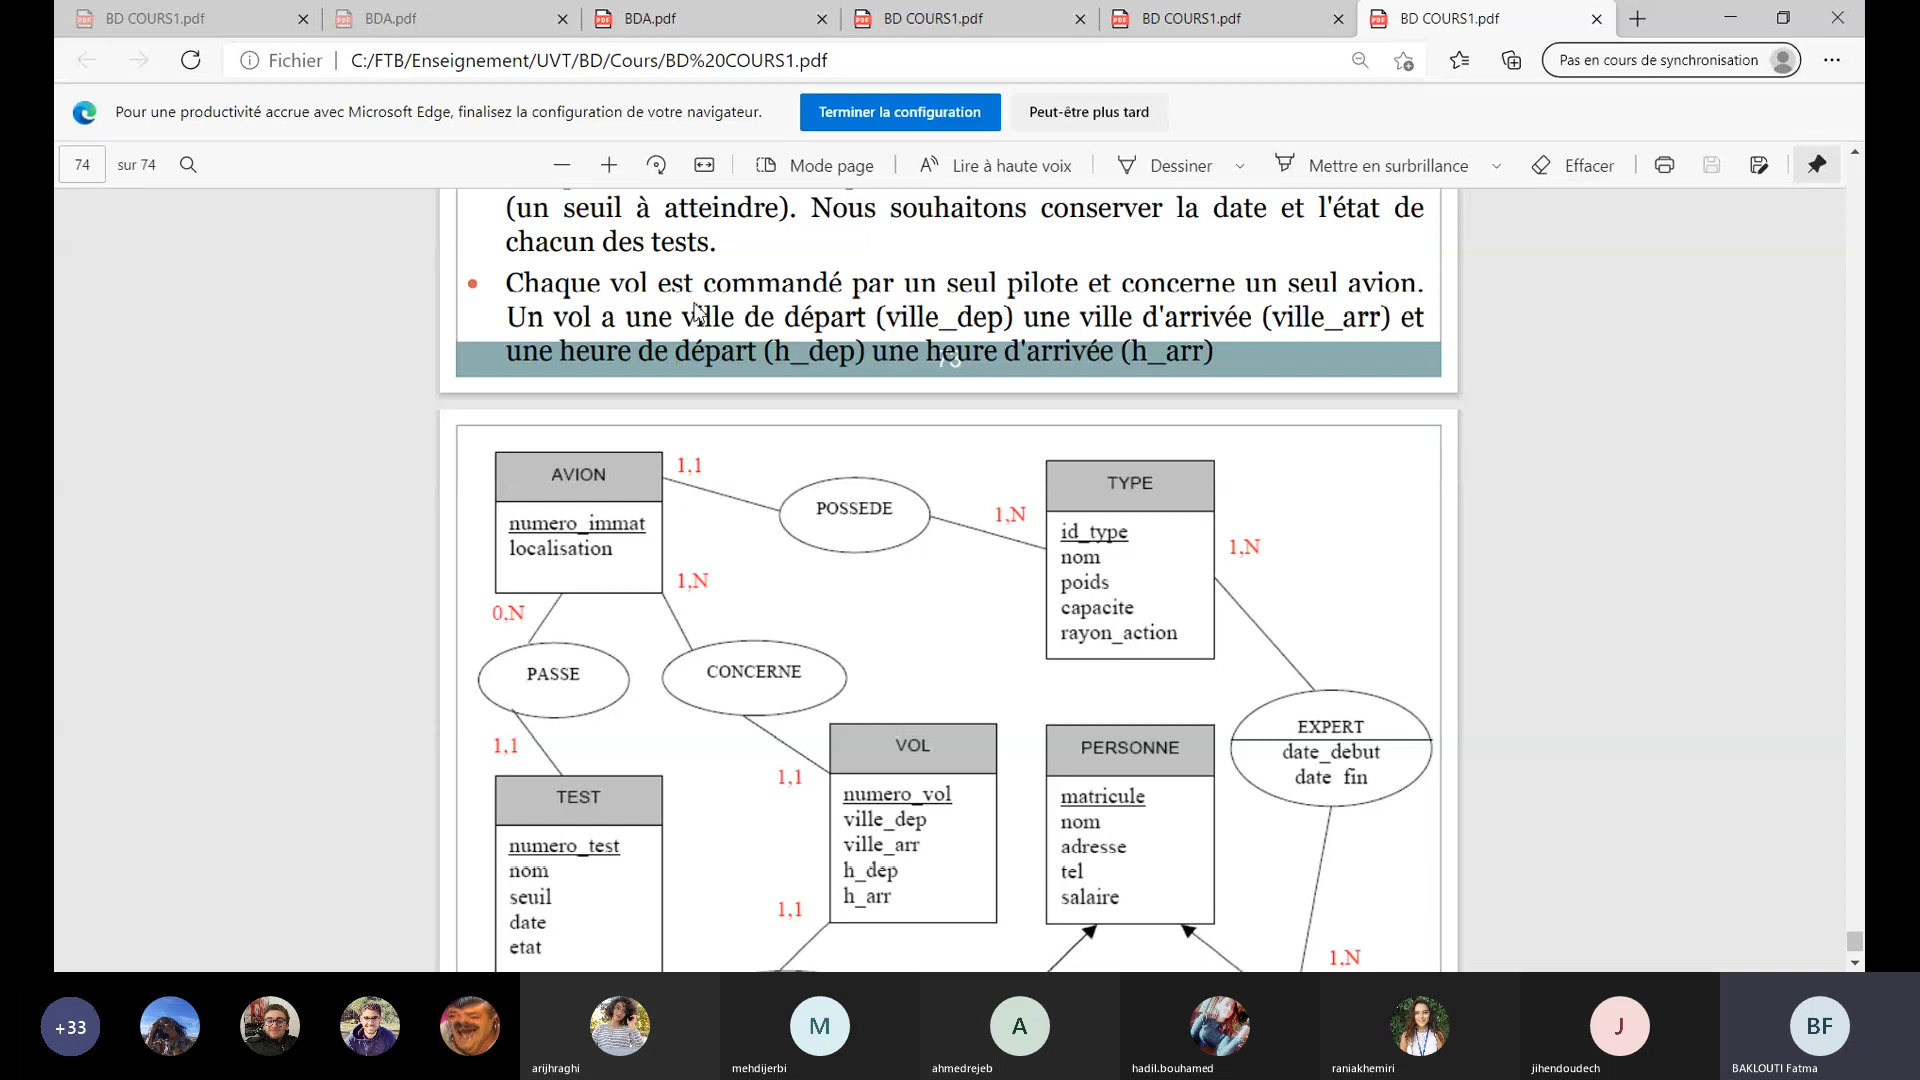 BD COURS1.pdf
BDA.pdf
BDA.pdf
BD COURS1.pdf
BD COURS1.pdf
BD COURS1.pdf
Fichier
C:/FTB/Enseignement/UVT/BD/Cours/BD%20COURS1.pdf
Pas en cours de synchronisation
Pour une productivité accrue avec Microsoft Edge, finalisez la configuration de votre navigateur.
Terminer la configuration
Peut-être plus tard
74
sur 74
Mode page
Lire à haute voix
Dessiner
Mettre en surbrillance
Effacer
(un seuil à atteindre). Nous souhaitons conserver la date et l'état de
chacun des tests.
• Chaque vol est commandé par un seul pilote et concerne un seul avion.
Un vol a une ville de départ (ville_dep) une ville d'arrivée (ville_arr) et
une heure de départ (h_dep) une heure d'arrivée (h_arr)
73
AVION
numero_immat
localisation
1,1
POSSEDE
1,N
TYPE
id_type
nom
poids
capacite
rayon_action
1,N
1,N
0,N
PASSE
CONCERNE
1,1
1,1
TEST
numero_test
nom
seuil
date
etat
VOL
numero_vol
ville_dep
ville_arr
h_dep
h_arr
1,1
PERSONNE
matricule
nom
adresse
tel
salaire
EXPERT
date_debut
date fin
1,N
+33
arijhraghi
M
mehdijerbi
A
ahmedrejeb
hadil.bouhamed
raniakhemiri
J
jihendoudech
BF
BAKLOUTI Fatma